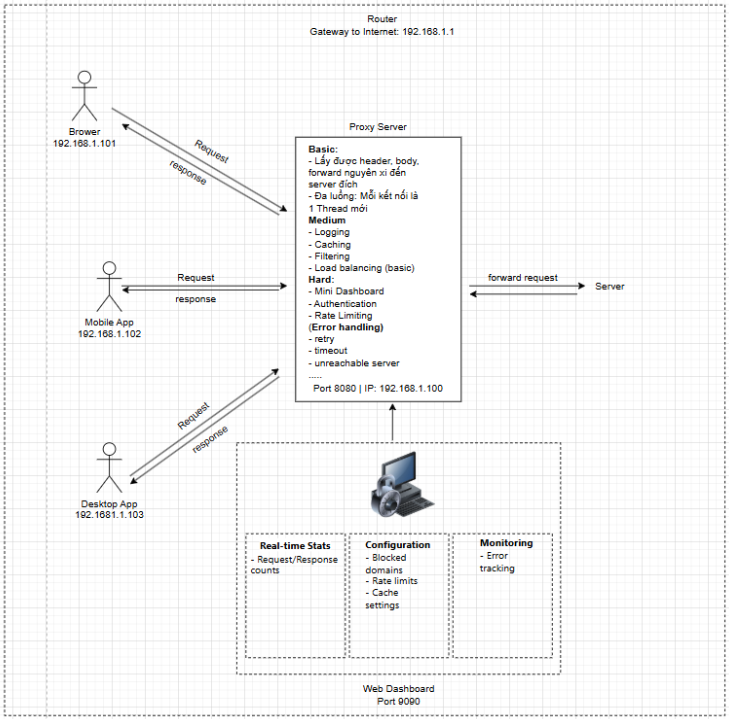 Router
Gateway to Internet: 192.168.1.1
Brower
192.168.1.101
Request
response
Mobile App
192.168.1.102
Request
response
Desktop App
192.1681.1.103
Request
response
Proxy Server
Basic:
- Lấy được header, body,
forward nguyên xi đến
server đích
- Đa luồng: Mỗi kết nối là
1 Thread mới
Medium
- Logging
- Caching
- Filtering
- Load balancing (basic)
Hard:
- Mini Dashboard
- Authentication
- Rate Limiting
(Error handling)
- retry
- timeout
- unreachable server
.....
Port 8080 | IP: 192.168.1.100
forward request
Server
Real-time Stats
- Request/Response
counts
Configuration
- Blocked
domains
- Rate limits
- Cache
settings
Monitoring
- Error
tracking
Web Dashboard
Port 9090